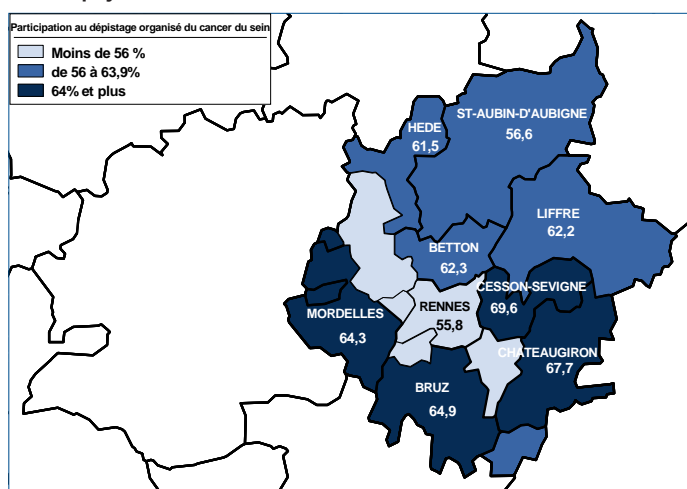 Participation au dépistage organisé du cancer du sein
Moins de 56 %
de 56 à 63,9%
64% et plus
ST-AUBIN-D'AUBIGNE
56,6
HEDE
61,5
LIFFRE
62,2
BETTON
62,3
CESSON-SEVIGNE
69,6
RENNES
55,8
MORDELLES
64,3
CHATEAUGIRON
67,7
BRUZ
64,9